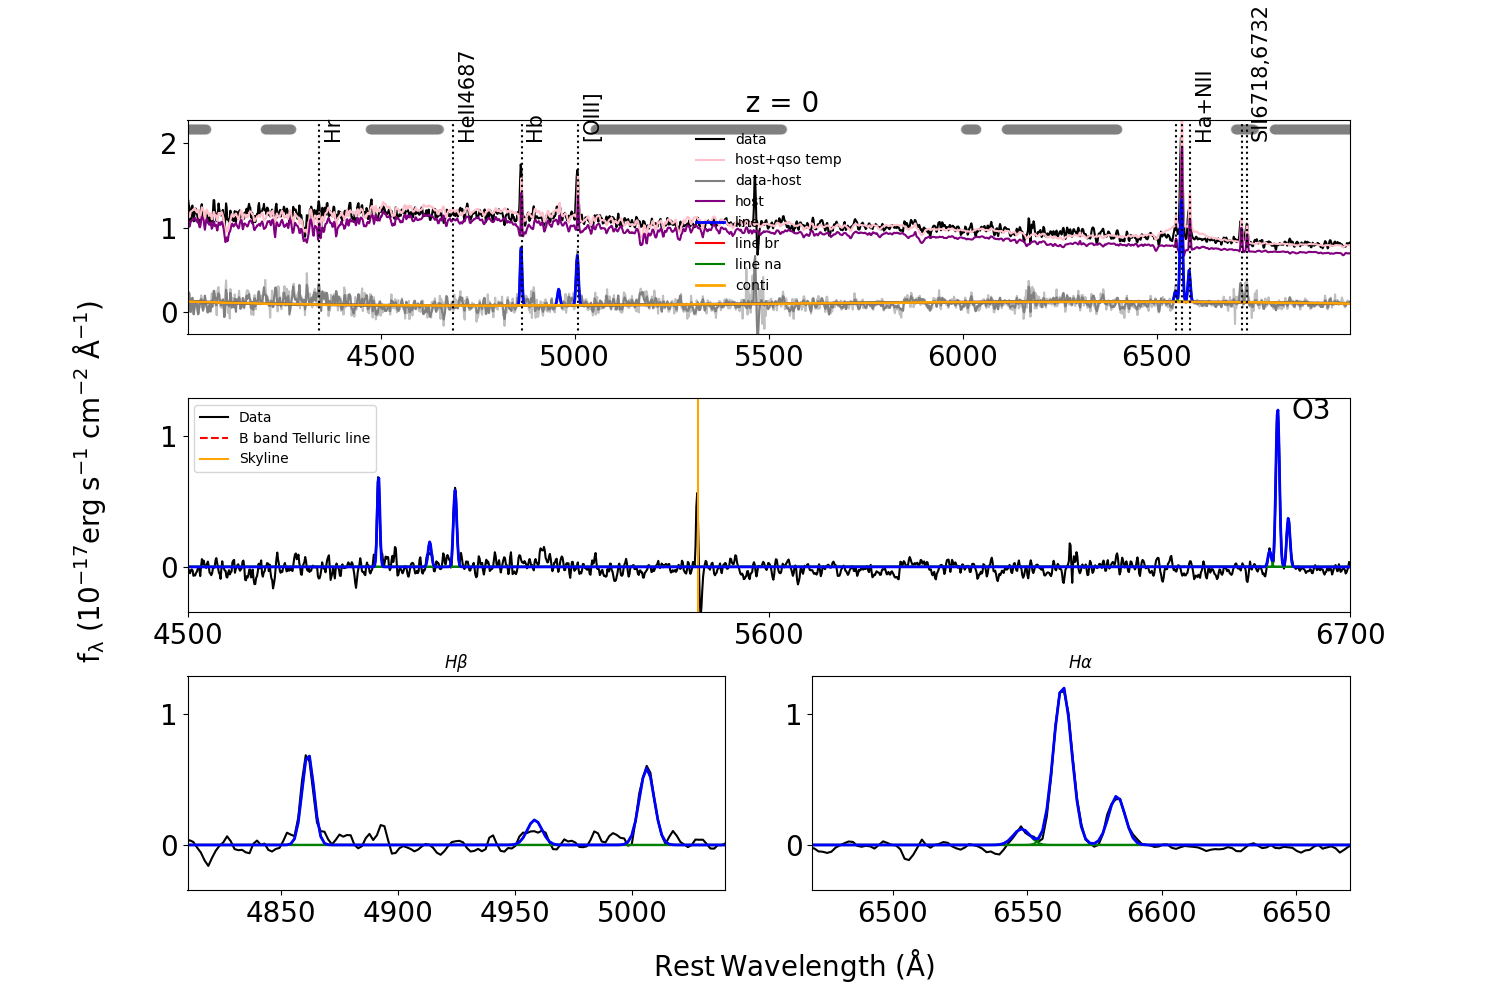 z = 0
Hr
HeII4687
Hb
[OIII]
Ha+NII
SII6718,6732
data
host+qso temp
data-host
host
line
line br
line na
conti
2
1
0
4500
5000
5500
6000
6500
fλ (10⁻¹⁷erg s⁻¹ cm⁻² Å⁻¹)
Data
B band Telluric line
Skyline
O3
1
0
4500
5600
6700
Hβ
1
0
4850
4900
4950
5000
Hα
1
0
6500
6550
6600
6650
Rest Wavelength (Å)